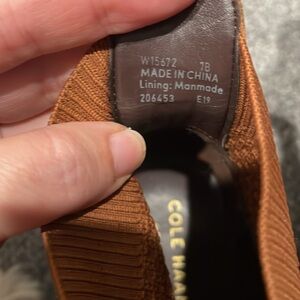 W15672 7B
MADE IN CHINA
Lining: Manmade
206453 E19
COLE HAAN